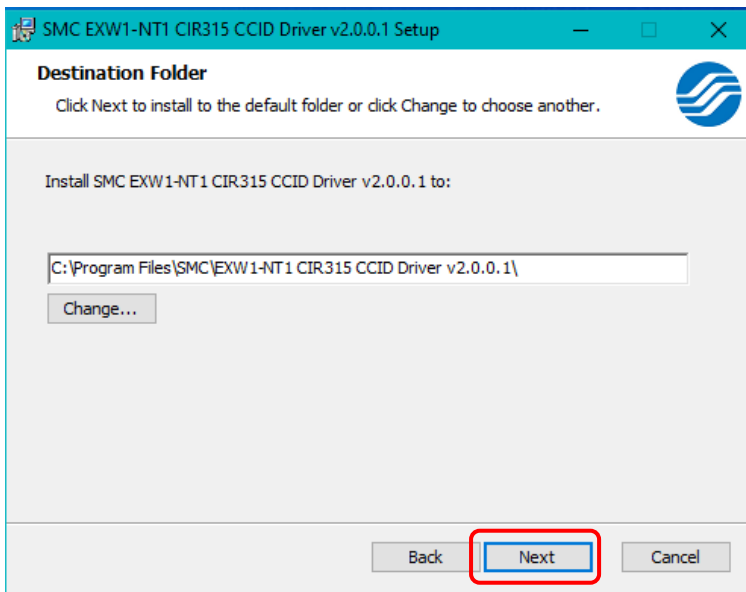 SMC EXW1-NT1 CIR315 CCID Driver v2.0.0.1 Setup
Destination Folder
Click Next to install to the default folder or click Change to choose another.
Install SMC EXW1-NT1 CIR315 CCID Driver v2.0.0.1 to:
C:\Program Files\SMC\EXW1-NT1 CIR315 CCID Driver v2.0.0.1\
Change...
Back
Next
Cancel